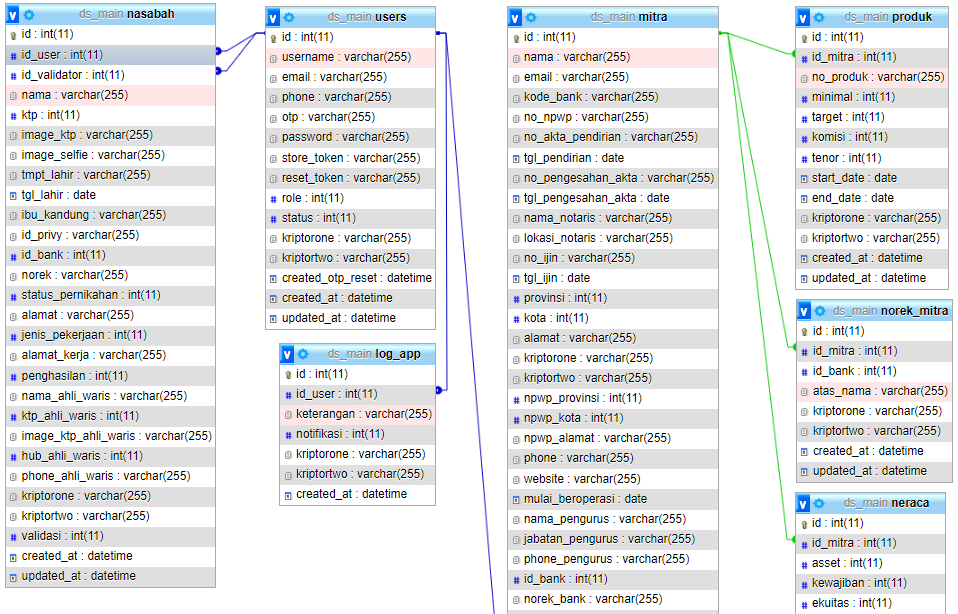 ds_main nasabah
id : int(11)
id_user : int(11)
id_validator : int(11)
nama : varchar(255)
ktp : int(11)
image_ktp : varchar(255)
image_selfie : varchar(255)
tmpt_lahir : varchar(255)
tgl_lahir : date
ibu_kandung : varchar(255)
id_privy : varchar(255)
id_bank : int(11)
norek : varchar(255)
status_pernikahan : int(11)
alamat : varchar(255)
jenis_pekerjaan : int(11)
alamat_kerja : varchar(255)
penghasilan : int(11)
nama_ahli_waris : varchar(255)
ktp_ahli_waris : int(11)
image_ktp_ahli_waris : varchar(255)
hub_ahli_waris : int(11)
phone_ahli_waris : varchar(255)
kriptorone : varchar(255)
kriptortwo : varchar(255)
validasi : int(11)
created_at : datetime
updated_at : datetime
ds_main users
id : int(11)
username : varchar(255)
email : varchar(255)
phone : varchar(255)
otp : varchar(255)
password : varchar(255)
store_token : varchar(255)
reset_token : varchar(255)
role : int(11)
status : int(11)
kriptorone : varchar(255)
kriptortwo : varchar(255)
created_otp_reset : datetime
created_at : datetime
updated_at : datetime
ds_main log_app
id : int(11)
id_user : int(11)
keterangan : varchar(255)
notifikasi : int(11)
kriptorone : varchar(255)
kriptortwo : varchar(255)
created_at : datetime
ds_main mitra
id : int(11)
nama : varchar(255)
email : varchar(255)
kode_bank : varchar(255)
no_npwp : varchar(255)
no_akta_pendirian : varchar(255)
tgl_pendirian : date
no_pengesahan_akta : varchar(255)
tgl_pengesahan_akta : date
nama_notaris : varchar(255)
lokasi_notaris : varchar(255)
no_ijin : varchar(255)
tgl_ijin : date
provinsi : int(11)
kota : int(11)
alamat : varchar(255)
kriptorone : varchar(255)
kriptortwo : varchar(255)
npwp_provinsi : int(11)
npwp_kota : int(11)
npwp_alamat : varchar(255)
phone : varchar(255)
website : varchar(255)
mulai_beroperasi : date
nama_pengurus : varchar(255)
jabatan_pengurus : varchar(255)
phone_pengurus : varchar(255)
id_bank : int(11)
norek_bank : varchar(255)
ds_main produk
id : int(11)
id_mitra : int(11)
no_produk : varchar(255)
minimal : int(11)
target : int(11)
komisi : int(11)
tenor : int(11)
start_date : date
end_date : date
kriptorone : varchar(255)
kriptortwo : varchar(255)
created_at : datetime
updated_at : datetime
ds_main norek_mitra
id : int(11)
id_mitra : int(11)
id_bank : int(11)
atas_nama : varchar(255)
kriptorone : varchar(255)
kriptortwo : varchar(255)
created_at : datetime
updated_at : datetime
ds_main neraca
id : int(11)
id_mitra : int(11)
asset : int(11)
kewajiban : int(11)
ekuitas : int(11)